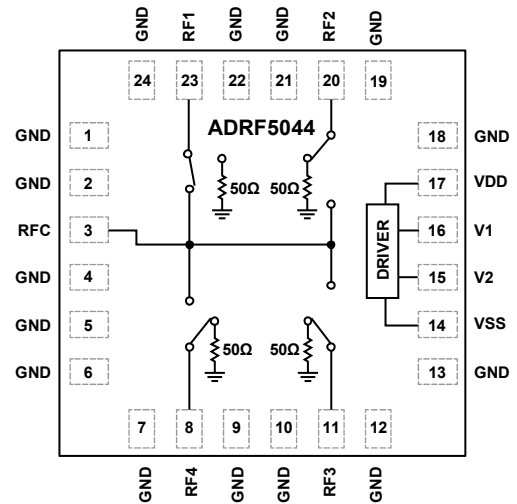 GND RF1 GND GND RF2 GND
24 23 22 21 20 19
ADRF5044
GND 1
GND 2
RFC 3
GND 4
GND 5
GND 6
50Ω 50Ω
50Ω 50Ω
DRIVER
18 GND
17 VDD
16 V1
15 V2
14 VSS
13 GND
7 8 9 10 11 12
GND RF4 GND GND RF3 GND